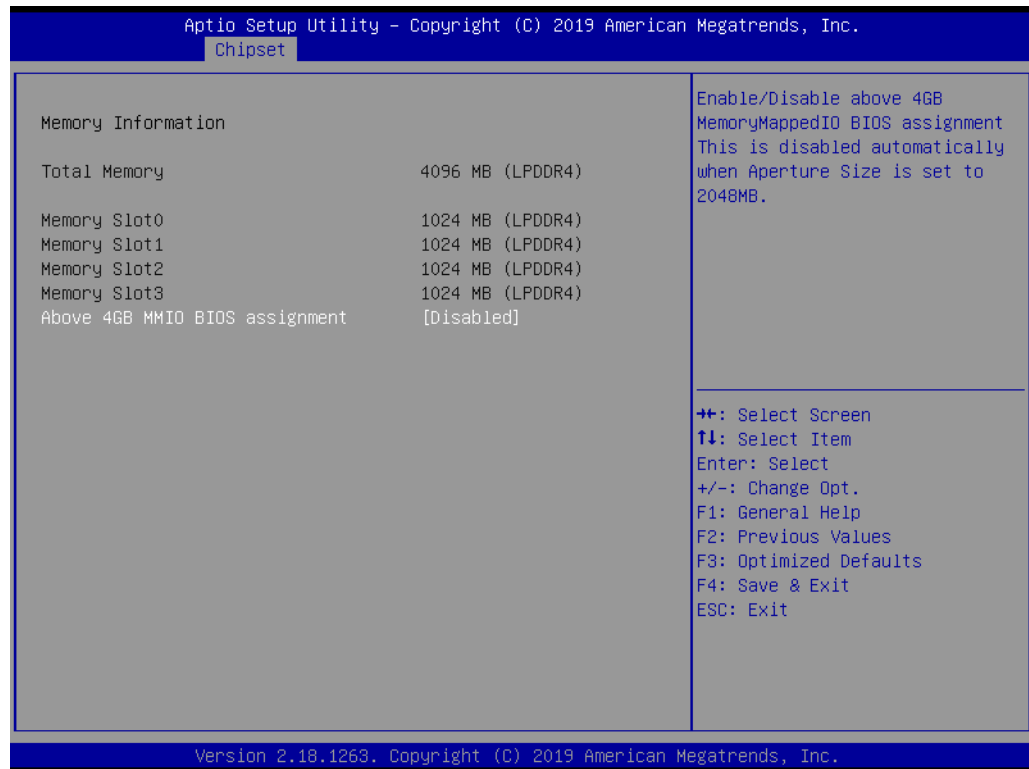 Aptio Setup Utility – Copyright (C) 2019 American Megatrends, Inc.
Chipset
Memory Information
Total Memory 4096 MB (LPDDR4)
Memory Slot0 1024 MB (LPDDR4)
Memory Slot1 1024 MB (LPDDR4)
Memory Slot2 1024 MB (LPDDR4)
Memory Slot3 1024 MB (LPDDR4)
Above 4GB MMIO BIOS assignment [Disabled]
Enable/Disable above 4GB
MemoryMappedIO BIOS assignment
This is disabled automatically
when Aperture Size is set to
2048MB.
→←: Select Screen
↑↓: Select Item
Enter: Select
+/-: Change Opt.
F1: General Help
F2: Previous Values
F3: Optimized Defaults
F4: Save & Exit
ESC: Exit
Version 2.18.1263. Copyright (C) 2019 American Megatrends, Inc.